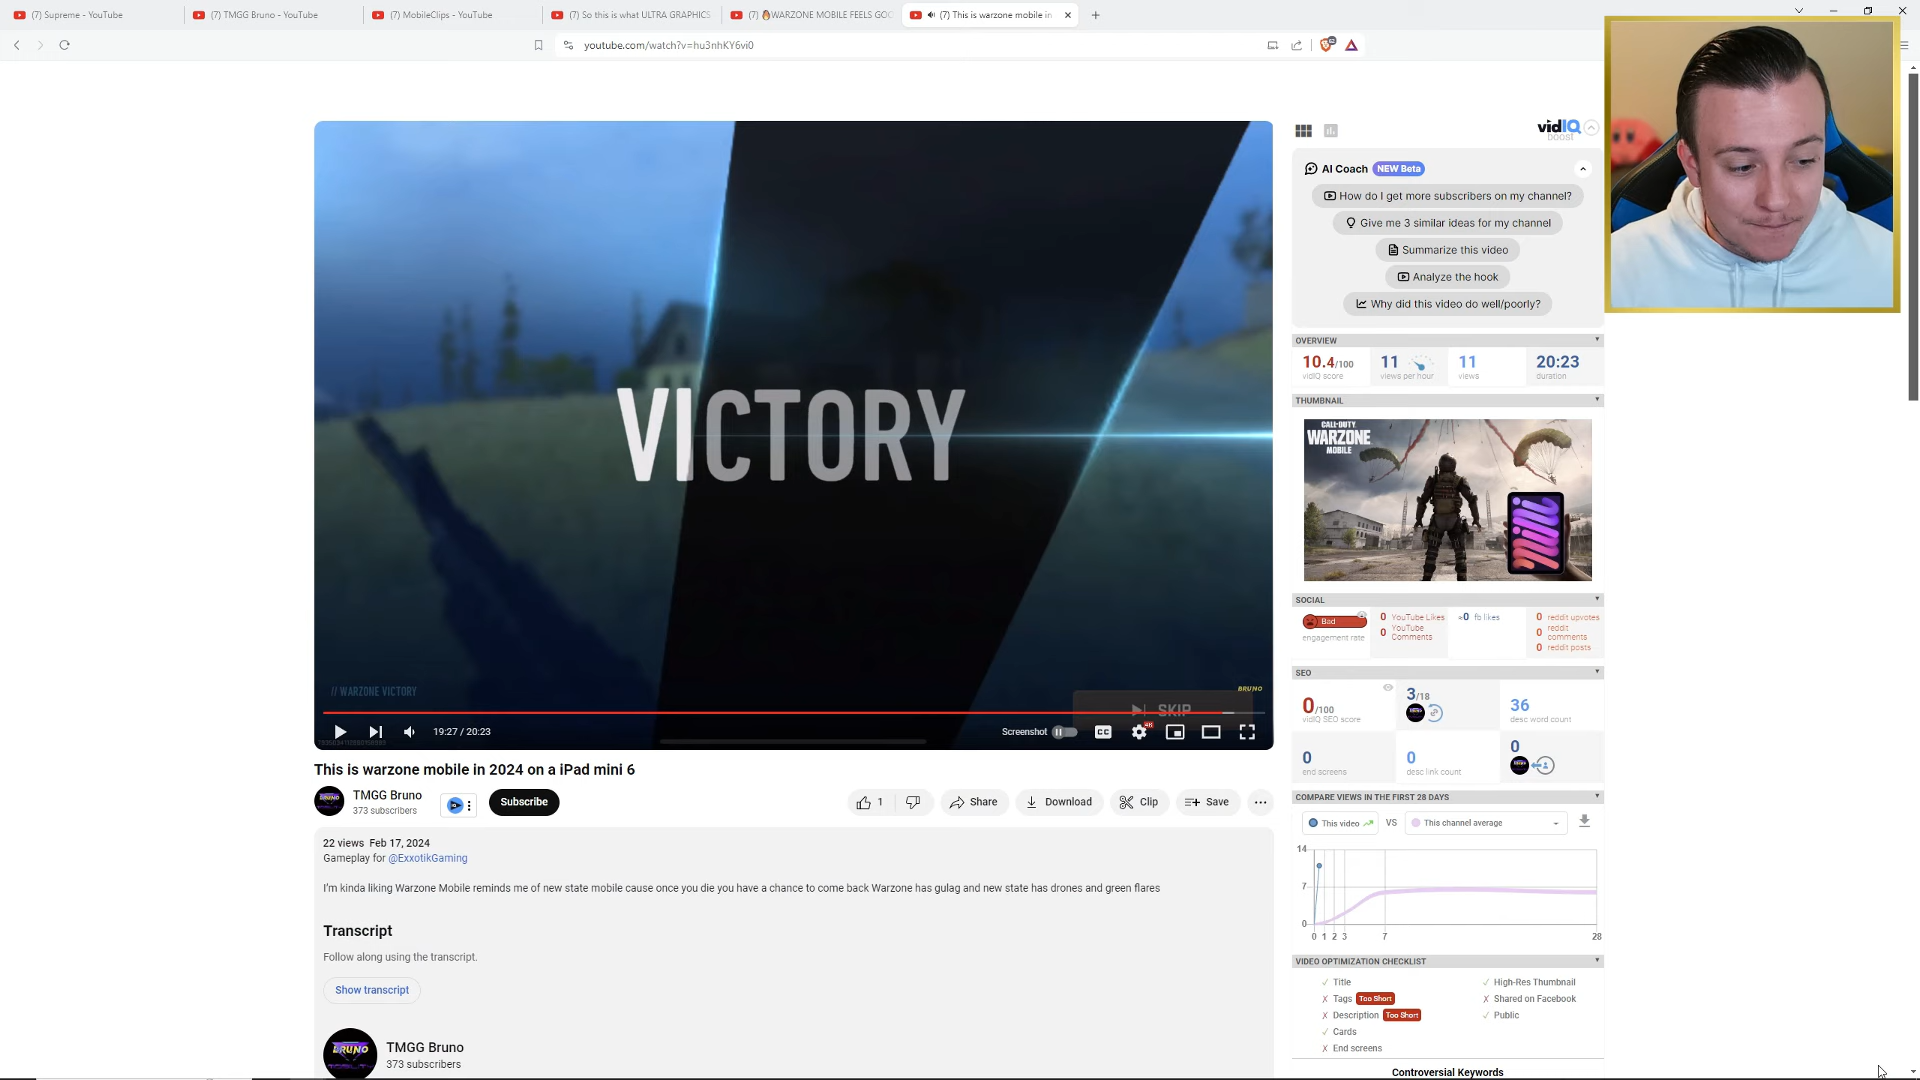 (7) Supreme - YouTube
(7) TMGG Bruno - YouTube
(7) MobileClips - YouTube
(7) So this is what ULTRA GRAPHICS
(7) 🔥WARZONE MOBILE FEELS GOO
(7) This is warzone mobile in
youtube.com/watch?v=hu3nhKY6vi0
VICTORY
// WARZONE VICTORY
BRUNO
SKIP
19:27 / 20:23
Screenshot
CC
This is warzone mobile in 2024 on a iPad mini 6
TMGG Bruno
373 subscribers
Subscribe
1
Share
Download
Clip
Save
22 views Feb 17, 2024
Gameplay for @ExxotikGaming
I'm kinda liking Warzone Mobile reminds me of new state mobile cause once you die you have a chance to come back Warzone has gulag and new state has drones and green flares
Transcript
Follow along using the transcript.
Show transcript
BRUNO
TMGG Bruno
373 subscribers
vidIQ
boost
AI Coach NEW Beta
How do I get more subscribers on my channel?
Give me 3 similar ideas for my channel
Summarize this video
Analyze the hook
Why did this video do well/poorly?
OVERVIEW
10.4/100
vidIQ score
11
views per hour
11
views
20:23
duration
THUMBNAIL
CALL OF DUTY
WARZONE
MOBILE
SOCIAL
Bad
engagement rate
0 YouTube Likes
0 YouTube Comments
0 fb likes
0 reddit upvotes
0 reddit comments
0 reddit posts
SEO
0/100
vidIQ SEO score
3/18
36
desc word count
0
end screens
0
desc link count
0
COMPARE VIEWS IN THE FIRST 28 DAYS
This video
VS
This channel average
14
7
0
0 1 2 3 7 28
VIDEO OPTIMIZATION CHECKLIST
✓ Title
✗ Tags Too Short
✗ Description Too Short
✓ Cards
✗ End screens
✓ High-Res Thumbnail
✗ Shared on Facebook
✓ Public
Controversial Keywords